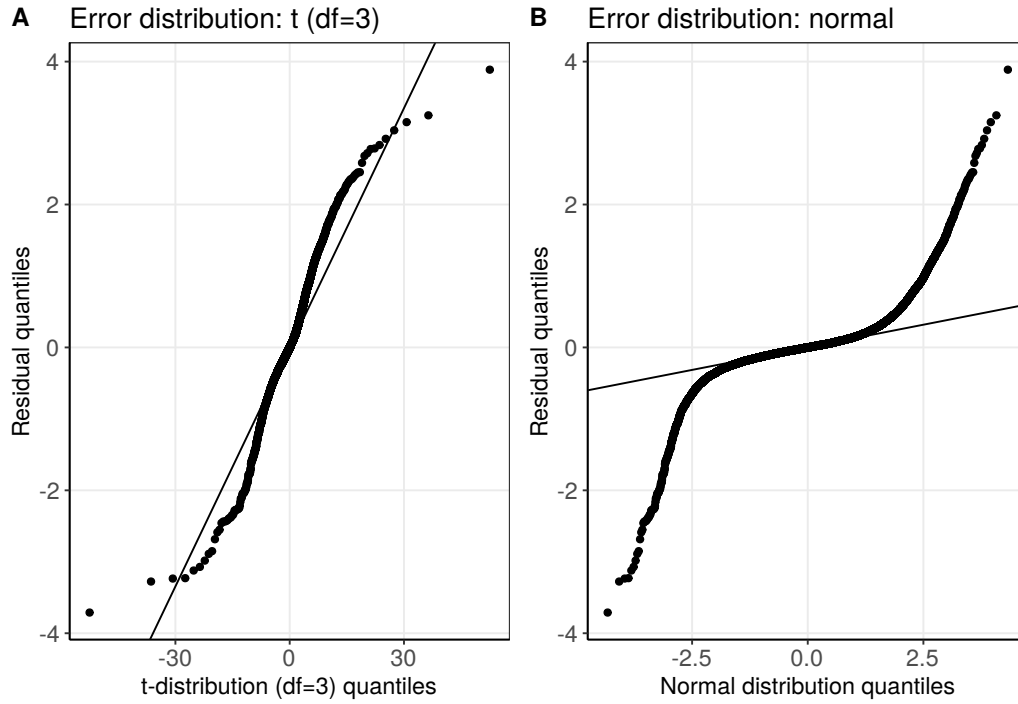 A Error distribution: t (df=3)
4
2
0
-2
-4
Residual quantiles
-30 0 30
t-distribution (df=3) quantiles
B Error distribution: normal
4
2
0
-2
-4
Residual quantiles
-2.5 0.0 2.5
Normal distribution quantiles